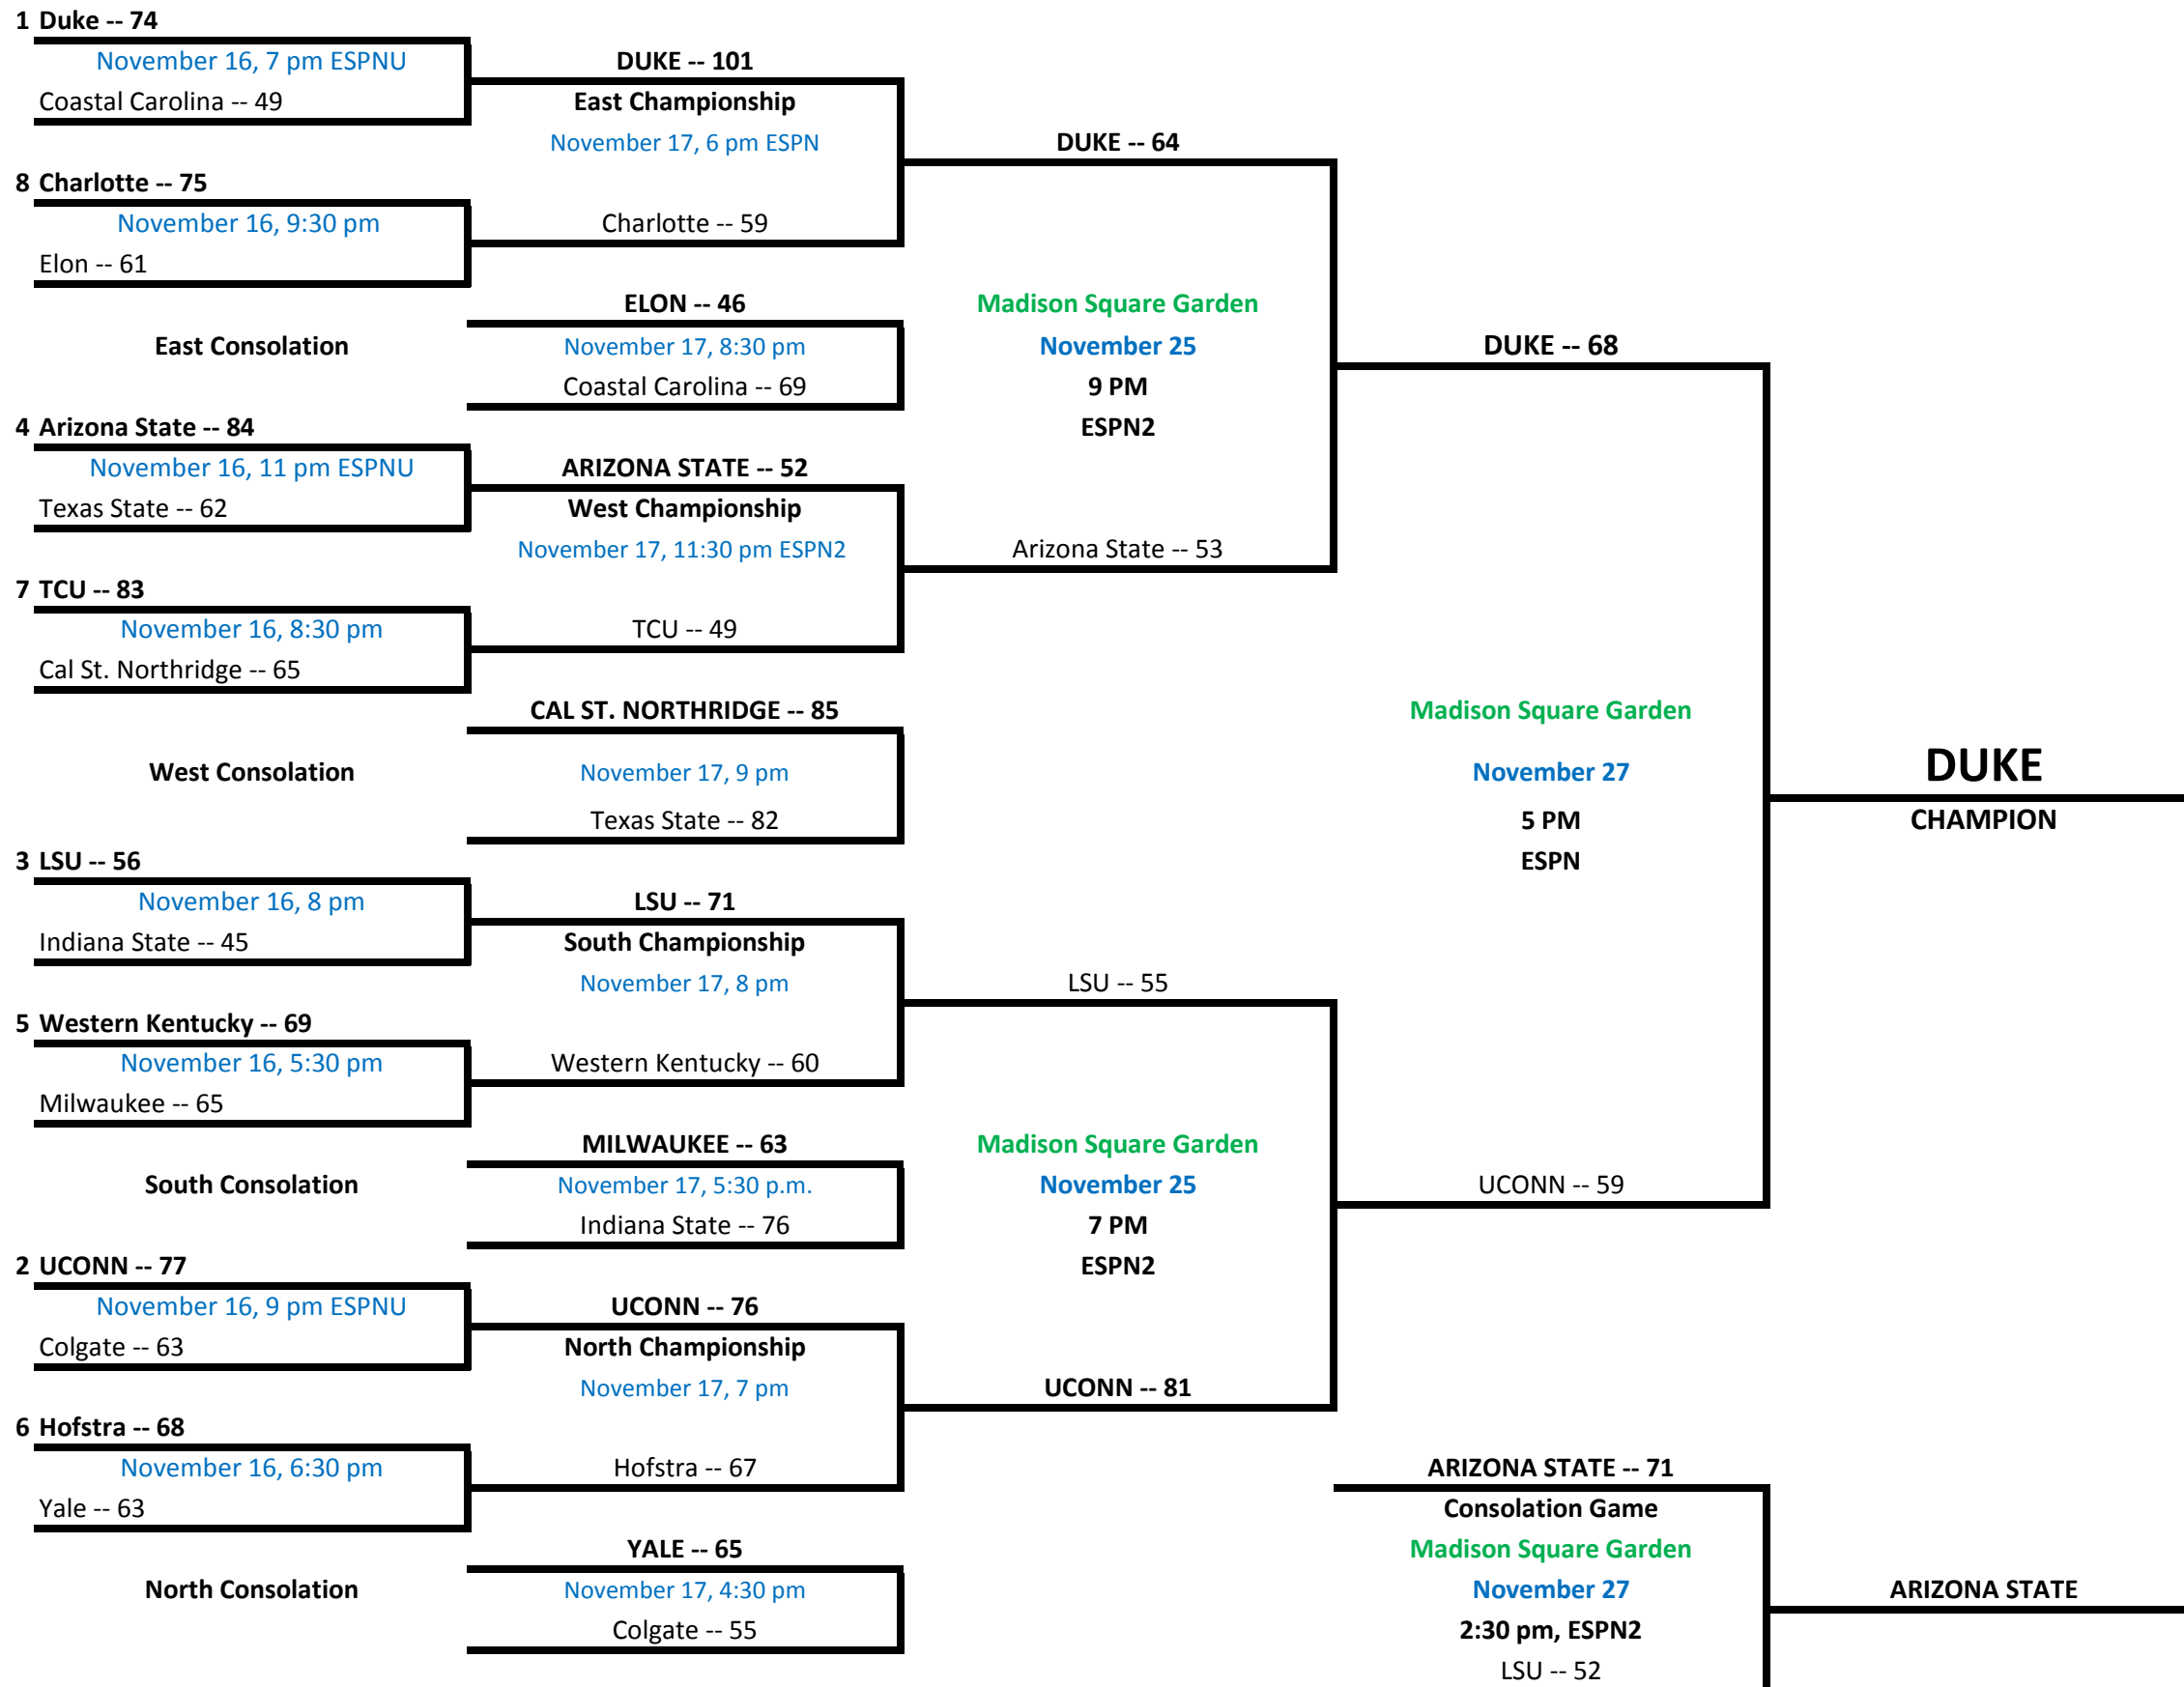 1 Duke -- 74
November 16, 7 pm ESPNU
Coastal Carolina -- 49
8 Charlotte -- 75
November 16, 9:30 pm
Elon -- 61
East Consolation
4 Arizona State -- 84
November 16, 11 pm ESPNU
Texas State -- 62
7 TCU -- 83
November 16, 8:30 pm
Cal St. Northridge -- 65
West Consolation
3 LSU -- 56
November 16, 8 pm
Indiana State -- 45
5 Western Kentucky -- 69
November 16, 5:30 pm
Milwaukee -- 65
South Consolation
2 UCONN -- 77
November 16, 9 pm ESPNU
Colgate -- 63
6 Hofstra -- 68
November 16, 6:30 pm
Yale -- 63
North Consolation
DUKE -- 101
East Championship
November 17, 6 pm ESPN
Charlotte -- 59
ELON -- 46
November 17, 8:30 pm
Coastal Carolina -- 69
ARIZONA STATE -- 52
West Championship
November 17, 11:30 pm ESPN2
TCU -- 49
CAL ST. NORTHRIDGE -- 85
November 17, 9 pm
Texas State -- 82
LSU -- 71
South Championship
November 17, 8 pm
Western Kentucky -- 60
MILWAUKEE -- 63
November 17, 5:30 p.m.
Indiana State -- 76
UCONN -- 76
North Championship
November 17, 7 pm
Hofstra -- 67
YALE -- 65
November 17, 4:30 pm
Colgate -- 55
DUKE -- 64
Madison Square Garden
November 25
9 PM
ESPN2
Arizona State -- 53
LSU -- 55
Madison Square Garden
November 25
7 PM
ESPN2
UCONN -- 81
DUKE -- 68
Madison Square Garden
November 27
5 PM
ESPN
UCONN -- 59
ARIZONA STATE -- 71
Consolation Game
Madison Square Garden
November 27
2:30 pm, ESPN2
LSU -- 52
DUKE
CHAMPION
ARIZONA STATE